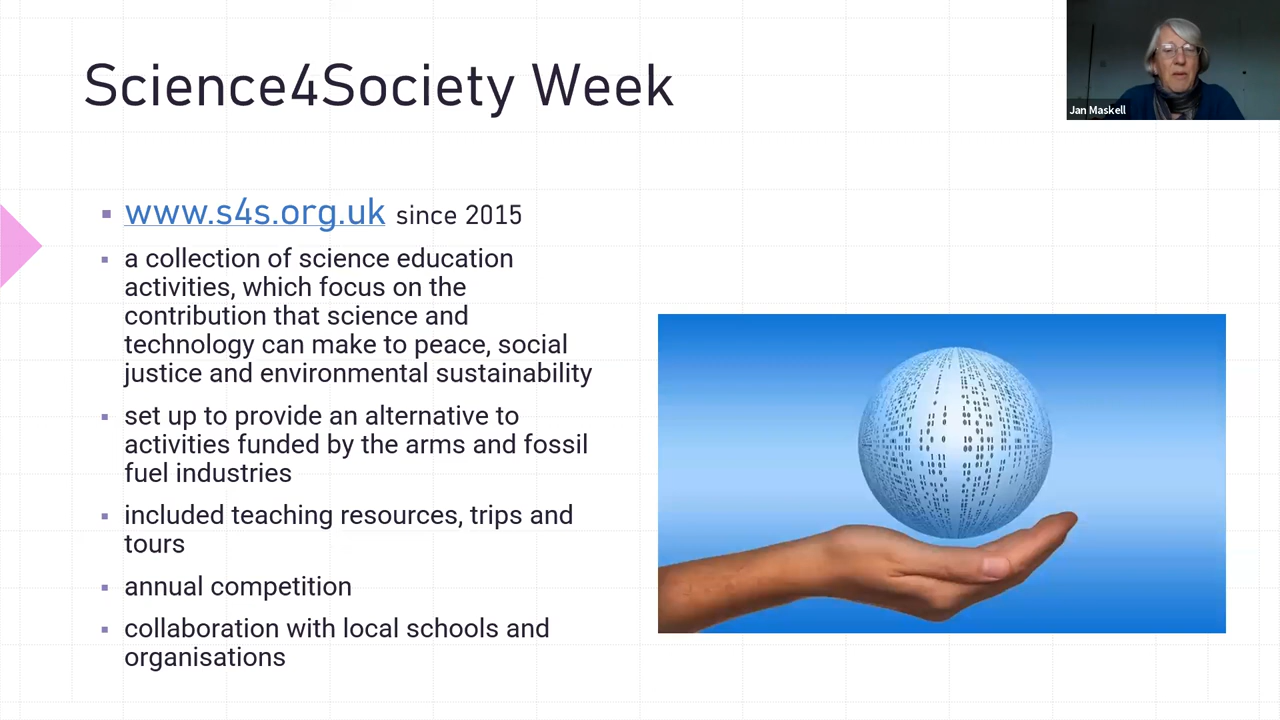 Science4Society Week
Jan Maskell
www.s4s.org.uk since 2015
a collection of science education
activities, which focus on the
contribution that science and
technology can make to peace, social
justice and environmental sustainability
set up to provide an alternative to
activities funded by the arms and fossil
fuel industries
included teaching resources, trips and
tours
annual competition
collaboration with local schools and
organisations